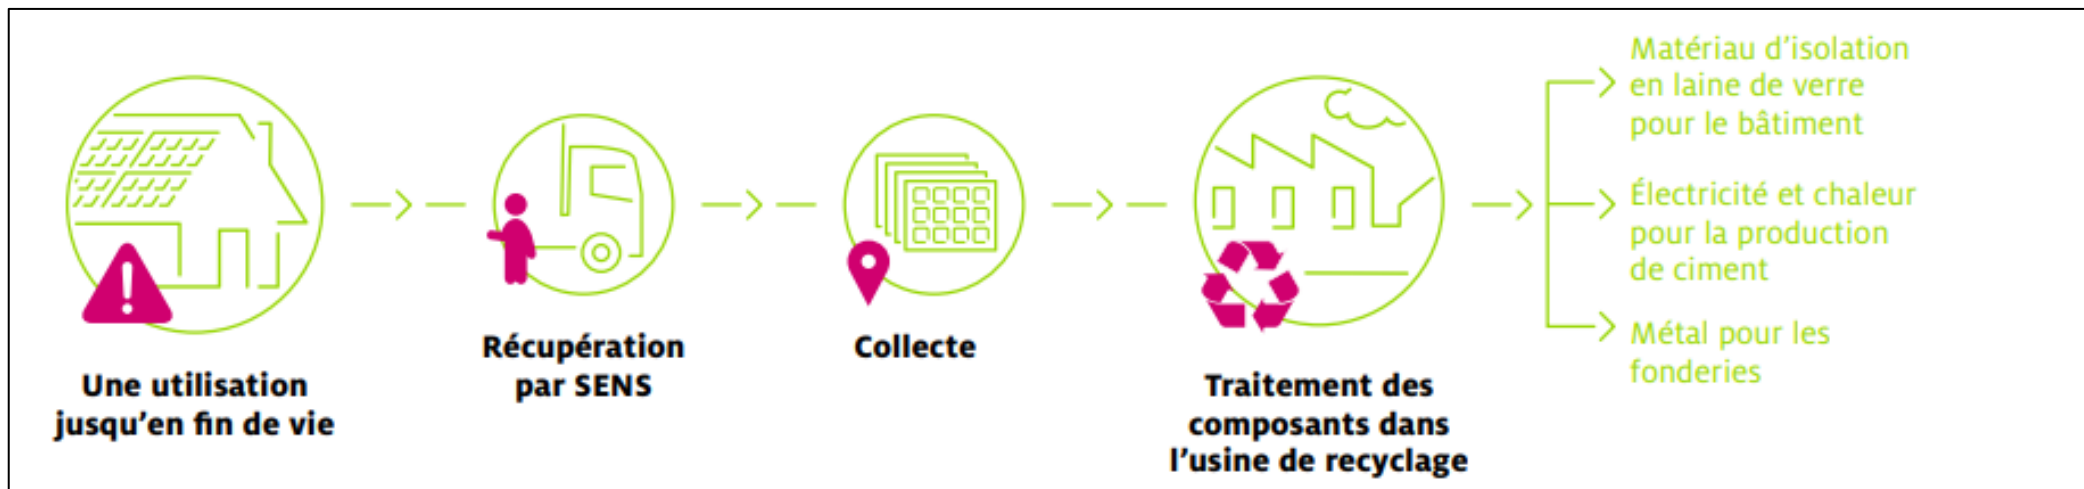 Une utilisation
jusqu'en fin de vie
Récupération
par SENS
Collecte
Traitement des
composants dans
l'usine de recyclage
Matériau d'isolation
en laine de verre
pour le bâtiment
Électricité et chaleur
pour la production
de ciment
Métal pour les
fonderies